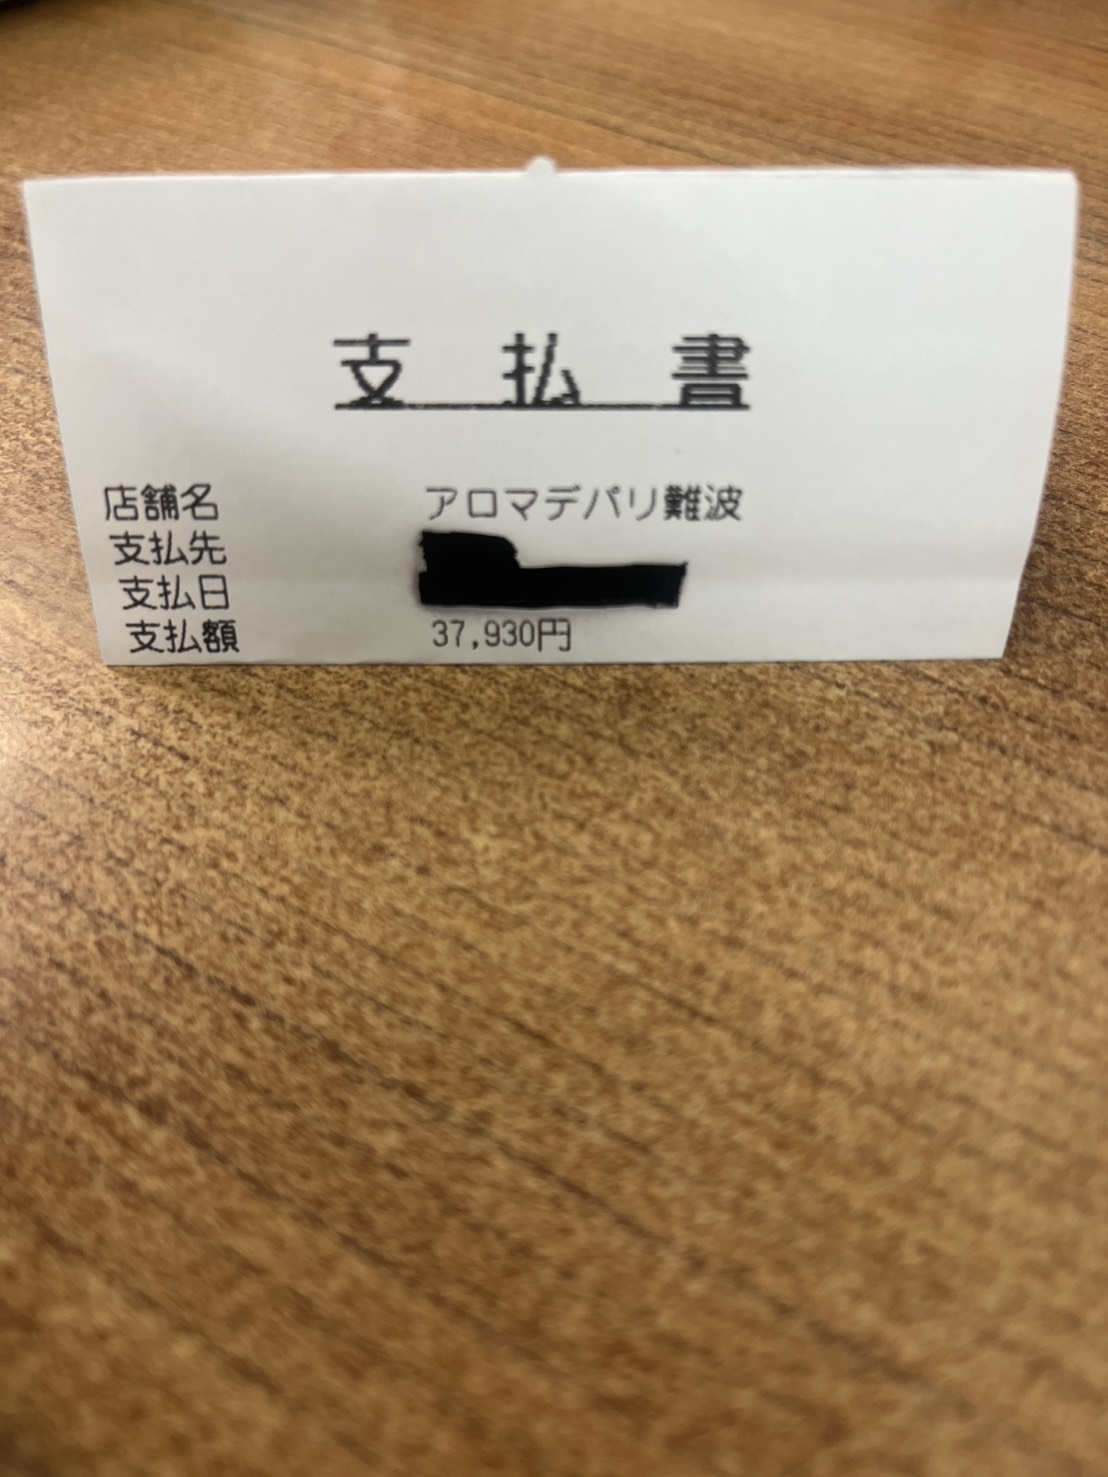 支払書
店舗名 アロマデパリ難波
支払先
支払日
支払額 37,930円